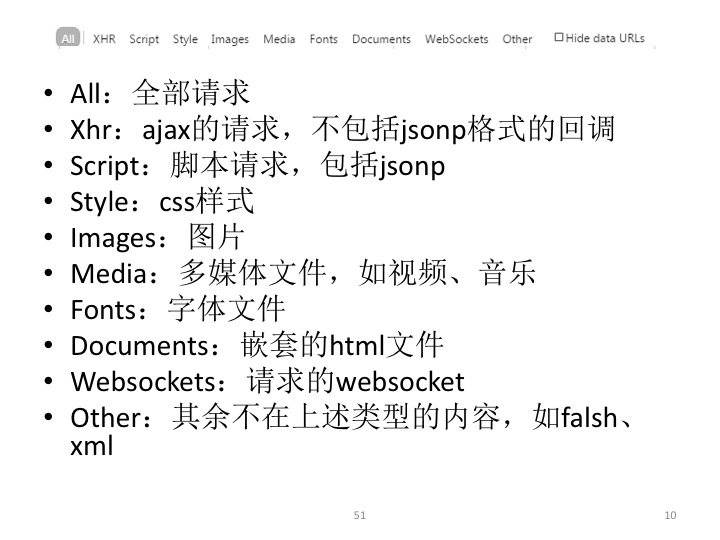 All XHR Script Style Images Media Fonts Documents WebSockets Other Hide data URLs
• All：全部请求
• Xhr：ajax的请求，不包括jsonp格式的回调
• Script：脚本请求，包括jsonp
• Style：css样式
• Images：图片
• Media：多媒体文件，如视频、音乐
• Fonts：字体文件
• Documents：嵌套的html文件
• Websockets：请求的websocket
• Other：其余不在上述类型的内容，如falsh、
xml
51 10